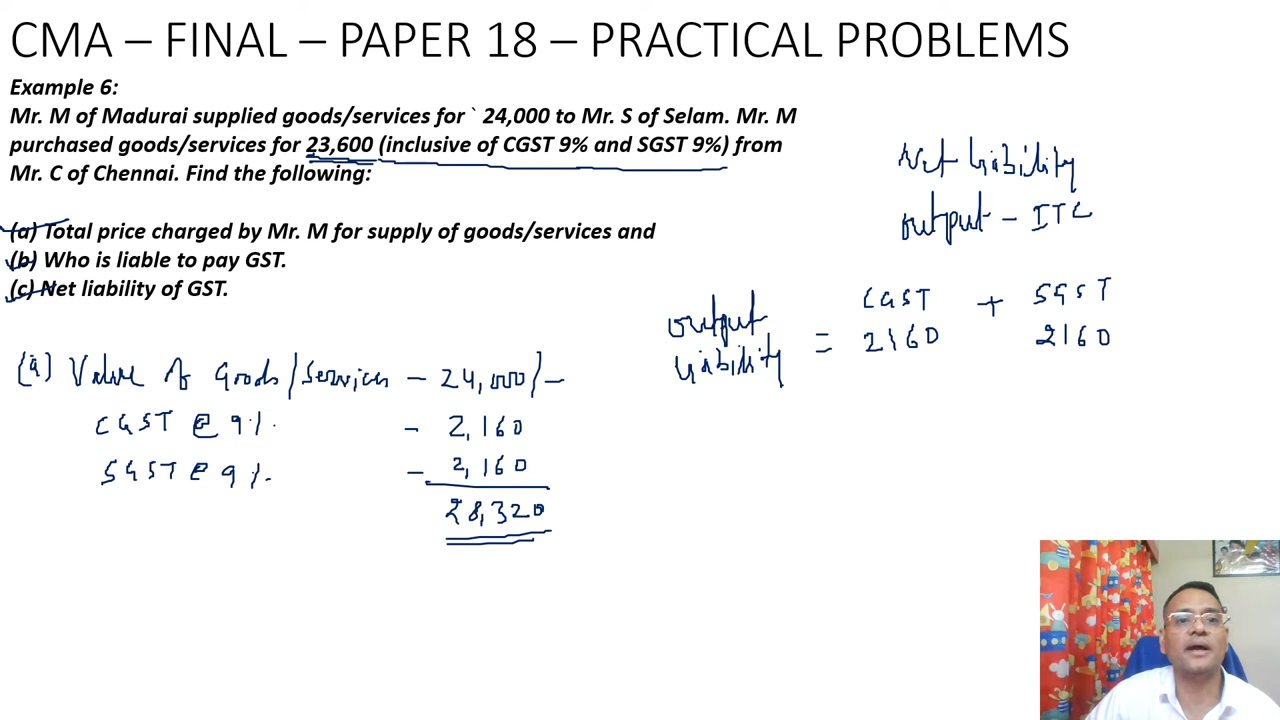 CMA – FINAL – PAPER 18 – PRACTICAL PROBLEMS
Example 6:
Mr. M of Madurai supplied goods/services for ` 24,000 to Mr. S of Selam. Mr. M
purchased goods/services for 23,600 (inclusive of CGST 9% and SGST 9%) from
Mr. C of Chennai. Find the following:
(a) Total price charged by Mr. M for supply of goods/services and
(b) Who is liable to pay GST.
(c) Net liability of GST.
Net liability
output - ITC
output liability = CGST 2160 + SGST 2160
(a) Value of Goods/Services - 24,000/-
CGST @ 9% - 2,160
SGST @ 9% - 2,160
28,320